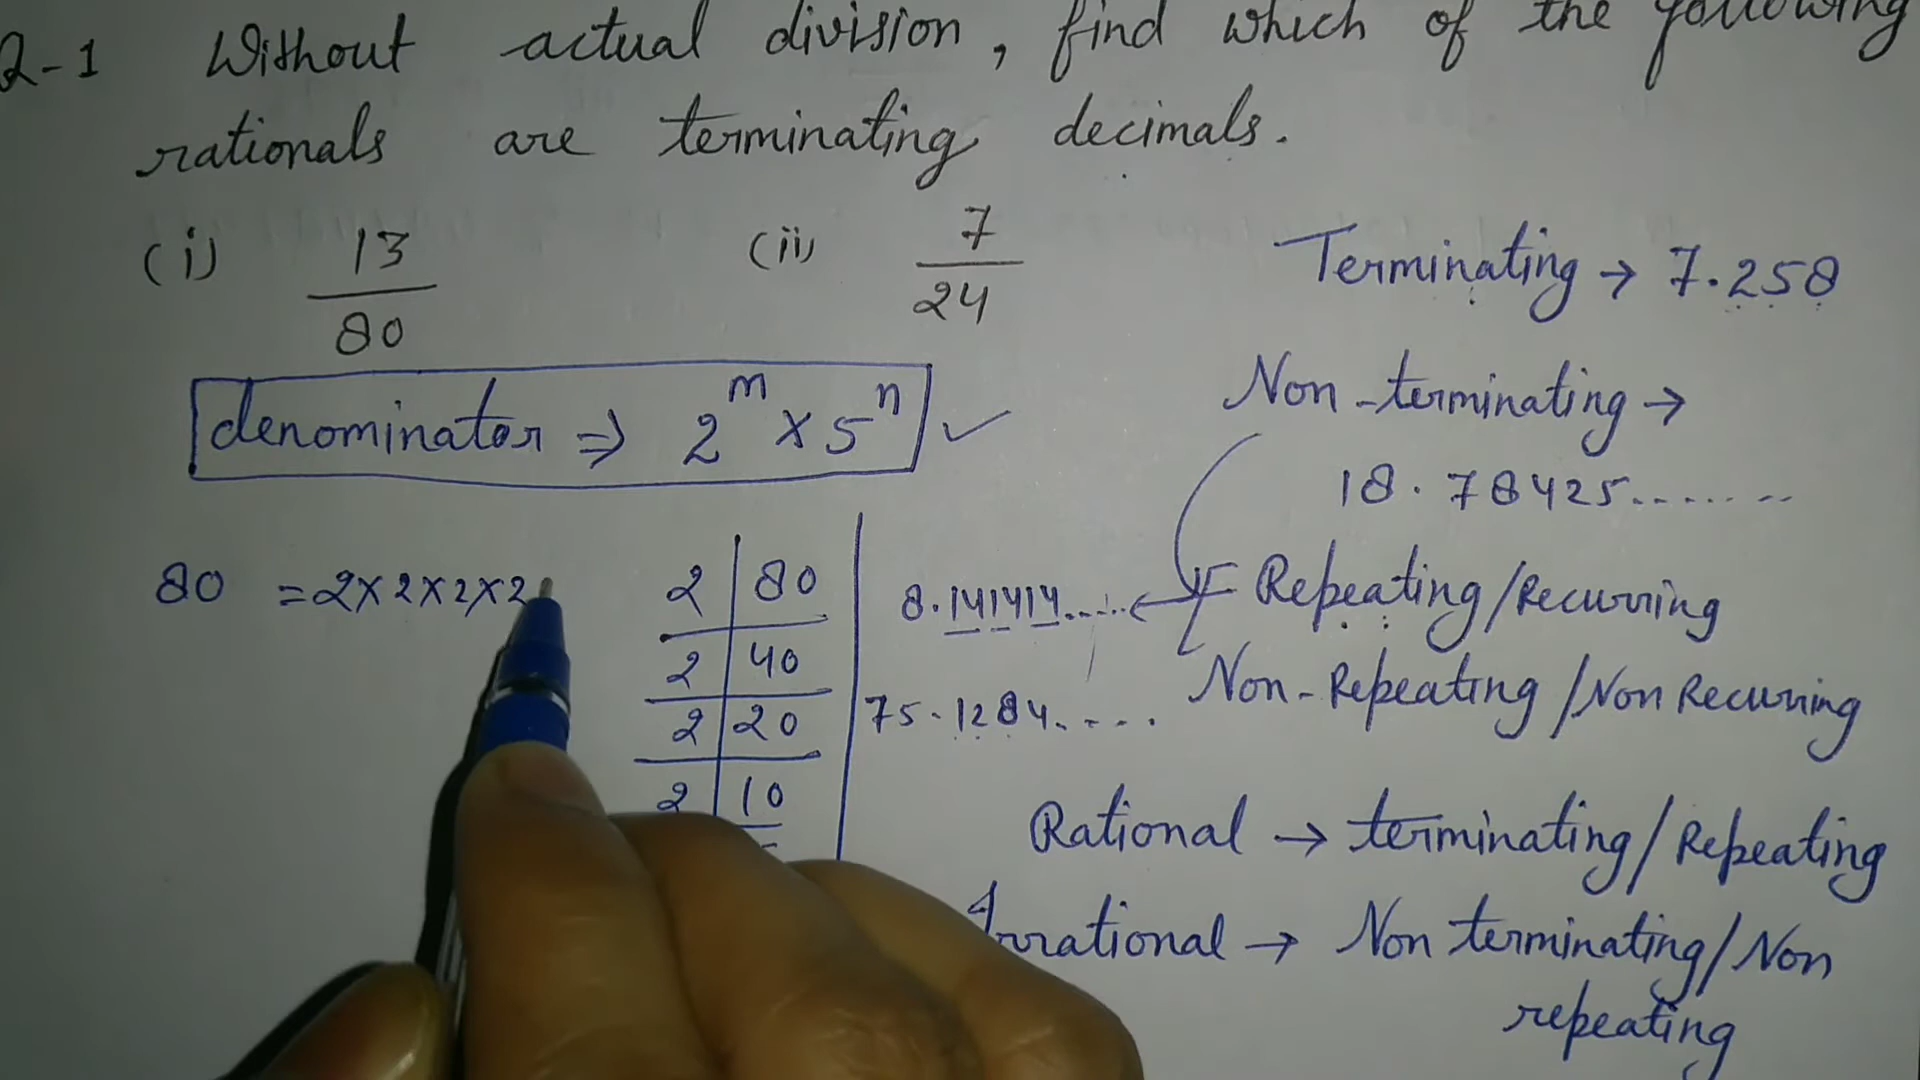 Q-1 Without actual division, find which of the following
rationals are terminating decimals.
(i) 13/80 (ii) 7/24
Terminating → 7.258
denominator ⇒ 2^m × 5^n ✓
Non-terminating →
18.78425.......
80 = 2×2×2×2
2 | 80
2 | 40
2 | 20
2 | 10
8.141414..... ← Repeating/Recurring
75.1284..... Non-Repeating/Non Recurring
Rational → terminating/Repeating
Irrational → Non terminating/Non
repeating